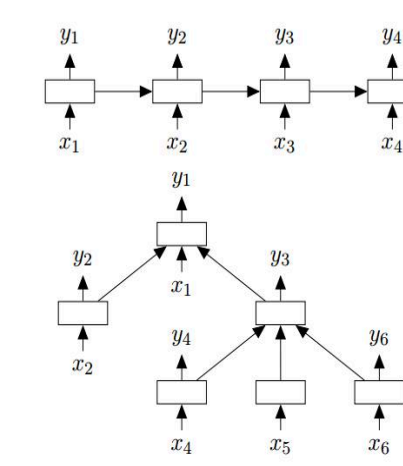 y1 y2 y3 y4
x1 x2 x3 x4
y1
y2 y3
x1
y4 y6
x2
x4 x5 x6